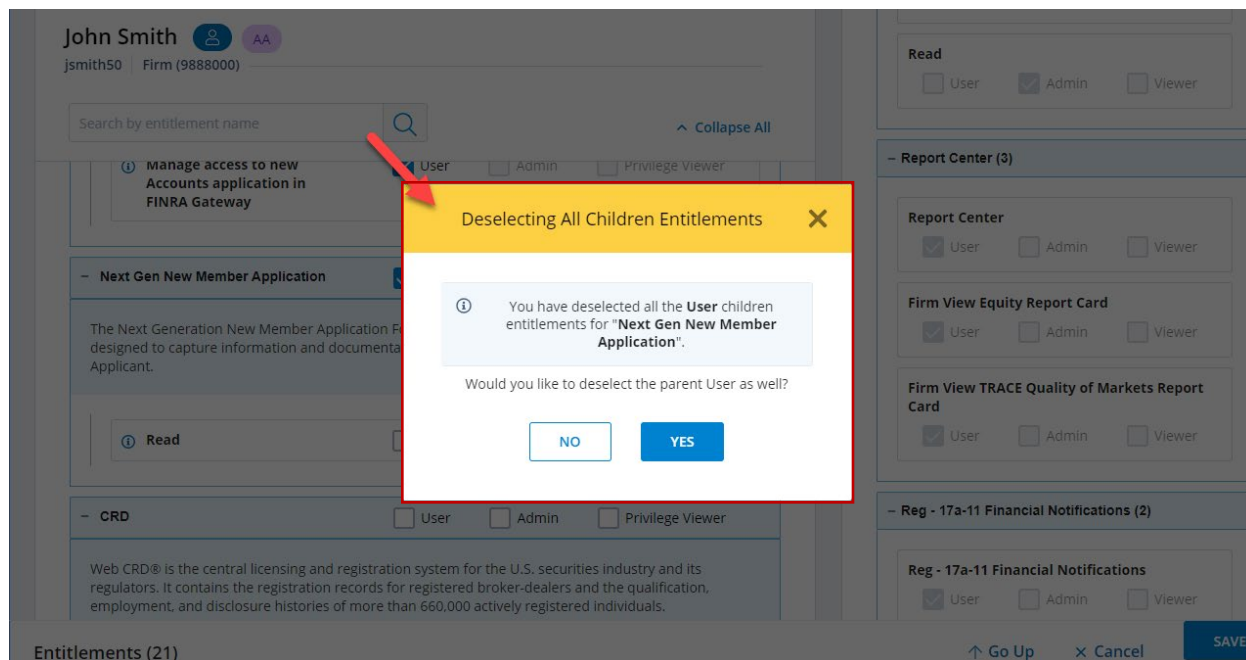 John Smith AA
jsmith50 Firm (9888000)
Search by entitlement name
Collapse All
Manage access to new
Accounts application in
FINRA Gateway
User Admin Privilege Viewer
– Next Gen New Member Application
The Next Generation New Member Application Fo
designed to capture information and documenta
Applicant.
Read
– CRD
User Admin Privilege Viewer
Web CRD® is the central licensing and registration system for the U.S. securities industry and its
regulators. It contains the registration records for registered broker-dealers and the qualification,
employment, and disclosure histories of more than 660,000 actively registered individuals.
Deselecting All Children Entitlements
You have deselected all the User children
entitlements for "Next Gen New Member
Application".
Would you like to deselect the parent User as well?
NO YES
Read
User Admin Viewer
– Report Center (3)
Report Center
User Admin Viewer
Firm View Equity Report Card
User Admin Viewer
Firm View TRACE Quality of Markets Report
Card
User Admin Viewer
– Reg - 17a-11 Financial Notifications (2)
Reg - 17a-11 Financial Notifications
User Admin Viewer
Entitlements (21)
Go Up Cancel SAVE